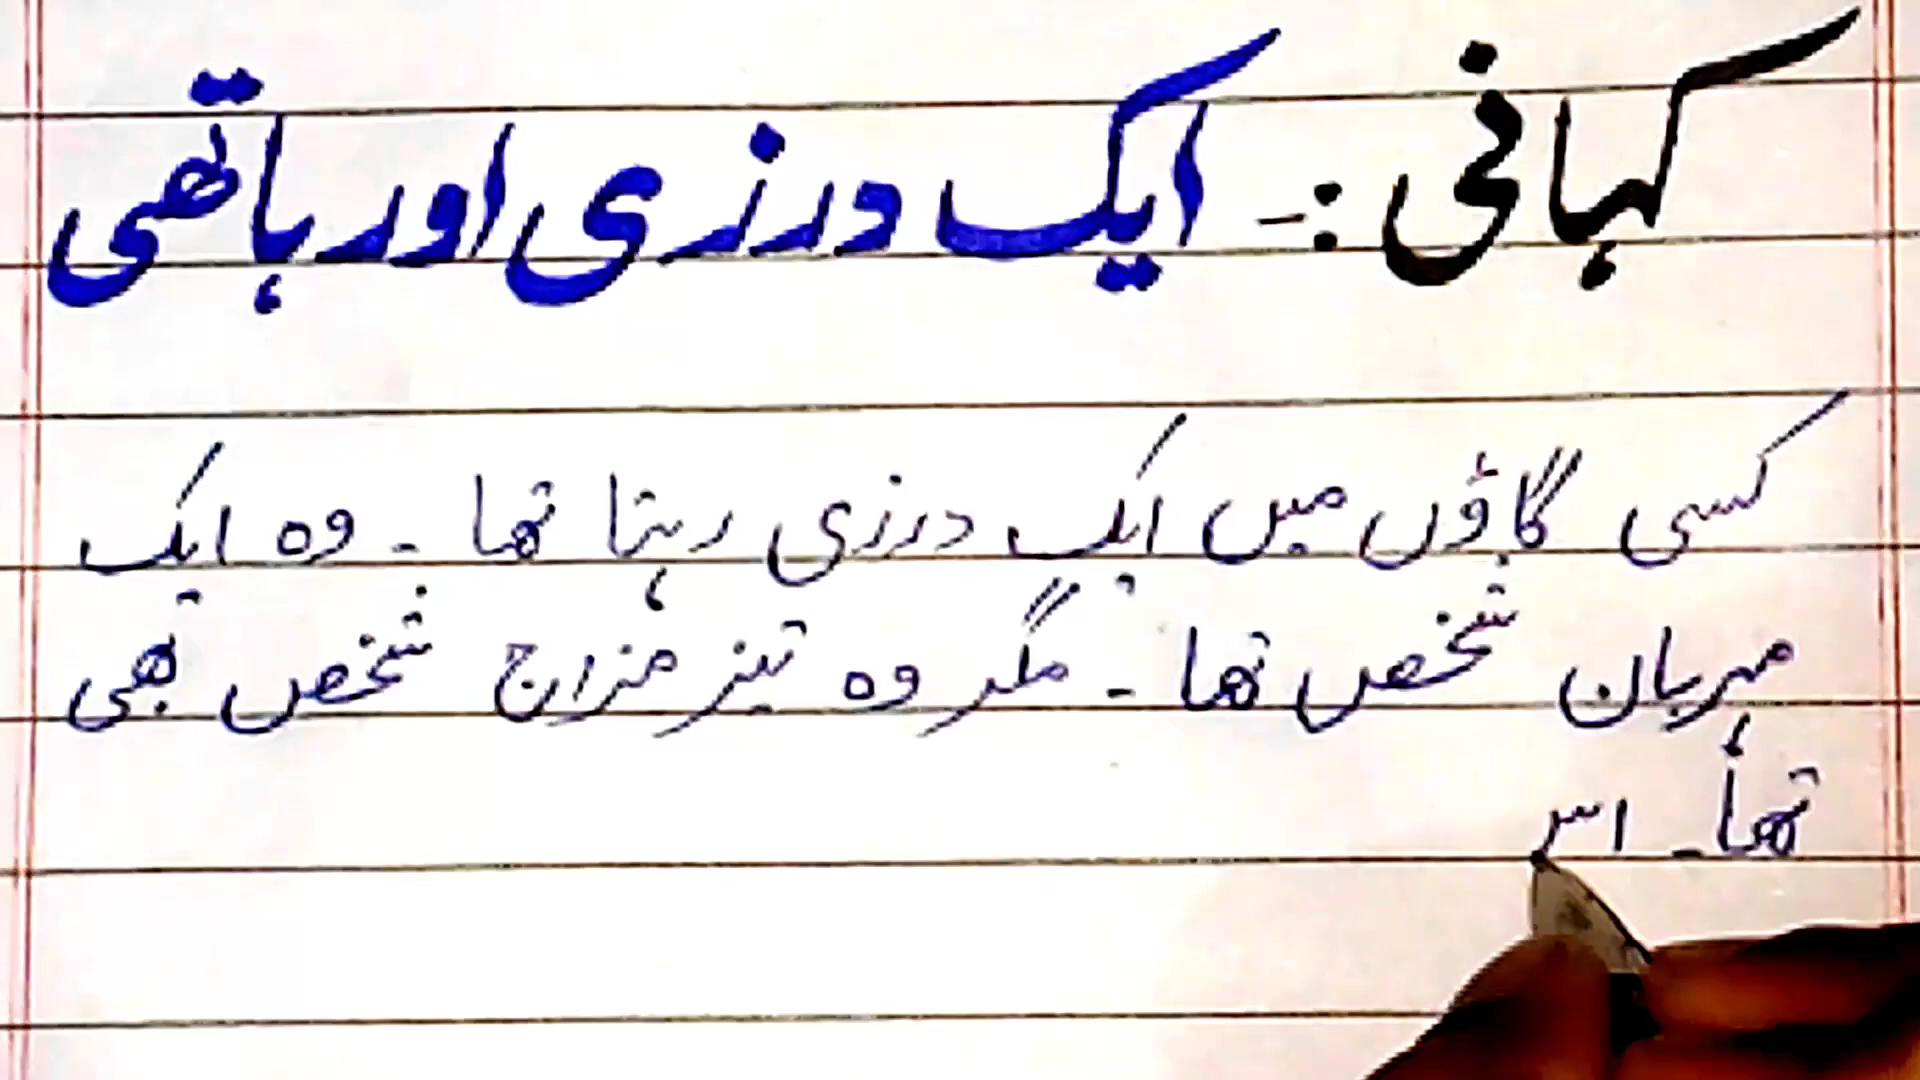 کہانی :- ایک درزی اور ہاتھی
کسی گاؤں میں ایک درزی رہتا تھا ۔ وہ ایک
مہربان شخص تھا ۔ مگر وہ تیز مزاج شخص بھی
تھا۔ اس